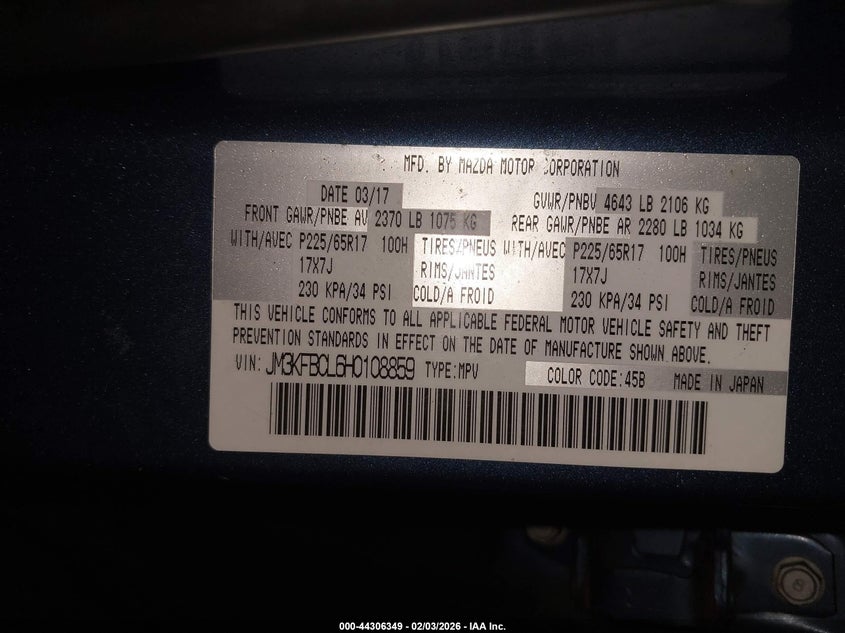 MFD. BY MAZDA MOTOR CORPORATION
DATE 03/17 GVWR/PNBV 4643 LB 2106 KG
FRONT GAWR/PNBE AV 2370 LB 1075 KG REAR GAWR/PNBE AR 2280 LB 1034 KG
WITH/AVEC P225/65R17 100H TIRES/PNEUS WITH/AVEC P225/65R17 100H TIRES/PNEUS
17X7J RIMS/JANTES 17X7J RIMS/JANTES
230 KPA/34 PSI COLD/A FROID 230 KPA/34 PSI COLD/A FROID
THIS VEHICLE CONFORMS TO ALL APPLICABLE FEDERAL MOTOR VEHICLE SAFETY AND THEFT
PREVENTION STANDARDS IN EFFECT ON THE DATE OF MANUFACTURE SHOWN ABOVE.
VIN: JM3KFBCL6H0108859 TYPE:MPV COLOR CODE:45B MADE IN JAPAN
000-44306349 - 02/03/2026 - IAA Inc.